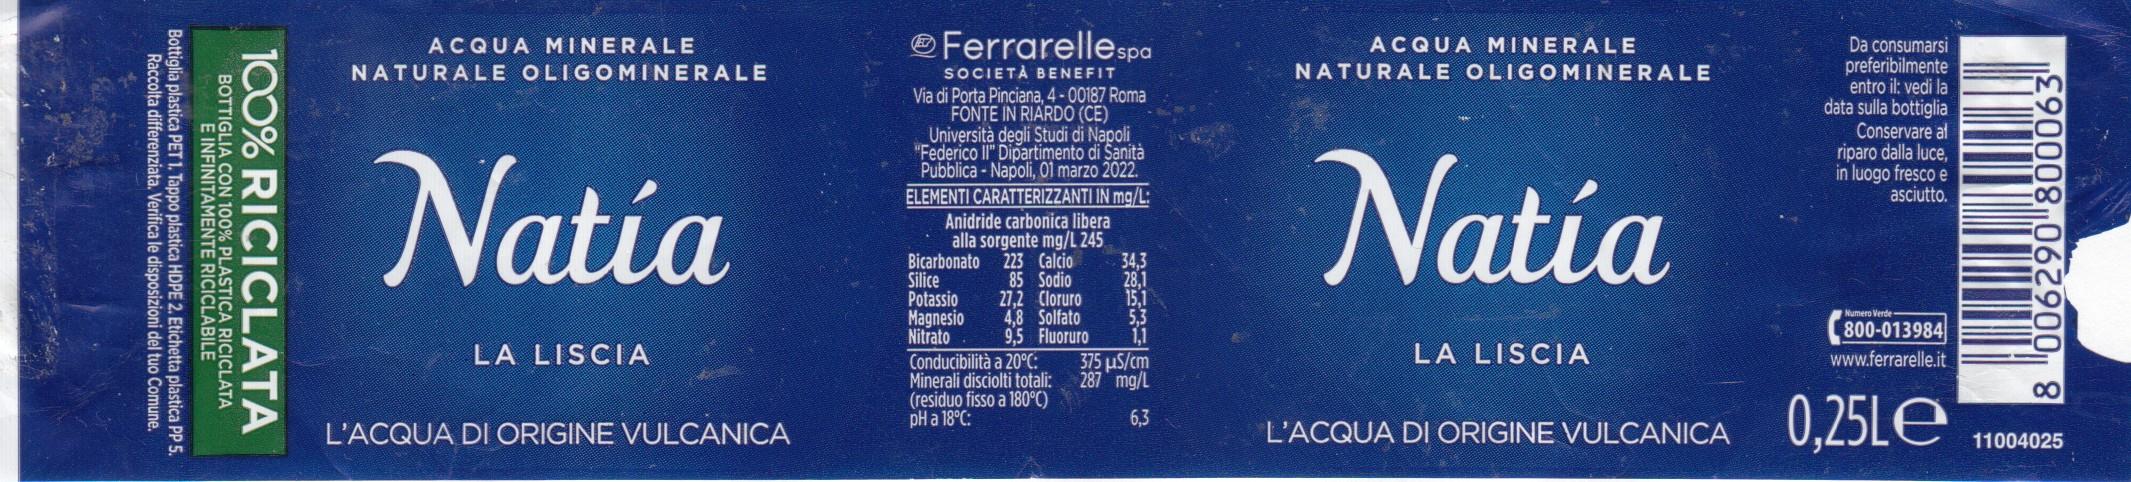 100% RICICLATA
BOTTIGLIA CON 100% PLASTICA RICICLATA
E INFINITAMENTE RICICLABILE
Bottiglia plastica PET 1. Tappo plastica HDPE 2. Etichetta plastica PP 5.
Raccolta differenziata. Verifica le disposizioni del tuo Comune.
ACQUA MINERALE
NATURALE OLIGOMINERALE
Natía
LA LISCIA
L'ACQUA DI ORIGINE VULCANICA
Ferrarelle spa
SOCIETÀ BENEFIT
Via di Porta Pinciana, 4 - 00187 Roma
FONTE IN RIARDO (CE)
Università degli Studi di Napoli
"Federico II" Dipartimento di Sanità
Pubblica - Napoli, 01 marzo 2022.
ELEMENTI CARATTERIZZANTI IN mg/L:
Anidride carbonica libera
alla sorgente mg/L 245
Bicarbonato 223 Calcio 34,3
Silice 85 Sodio 28,1
Potassio 27,2 Cloruro 15,1
Magnesio 4,8 Solfato 5,3
Nitrato 9,5 Fluoruro 1,1
Conducibilità a 20°C: 375 µS/cm
Minerali disciolti totali: 287 mg/L
(residuo fisso a 180°C)
pH a 18°C: 6,3
ACQUA MINERALE
NATURALE OLIGOMINERALE
Natía
LA LISCIA
L'ACQUA DI ORIGINE VULCANICA
Da consumarsi
preferibilmente
entro il: vedi la
data sulla bottiglia
Conservare al
riparo dalla luce,
in luogo fresco e
asciutto.
Numero Verde
800-013984
www.ferrarelle.it
0,25L e
8 006290 800063
11004025